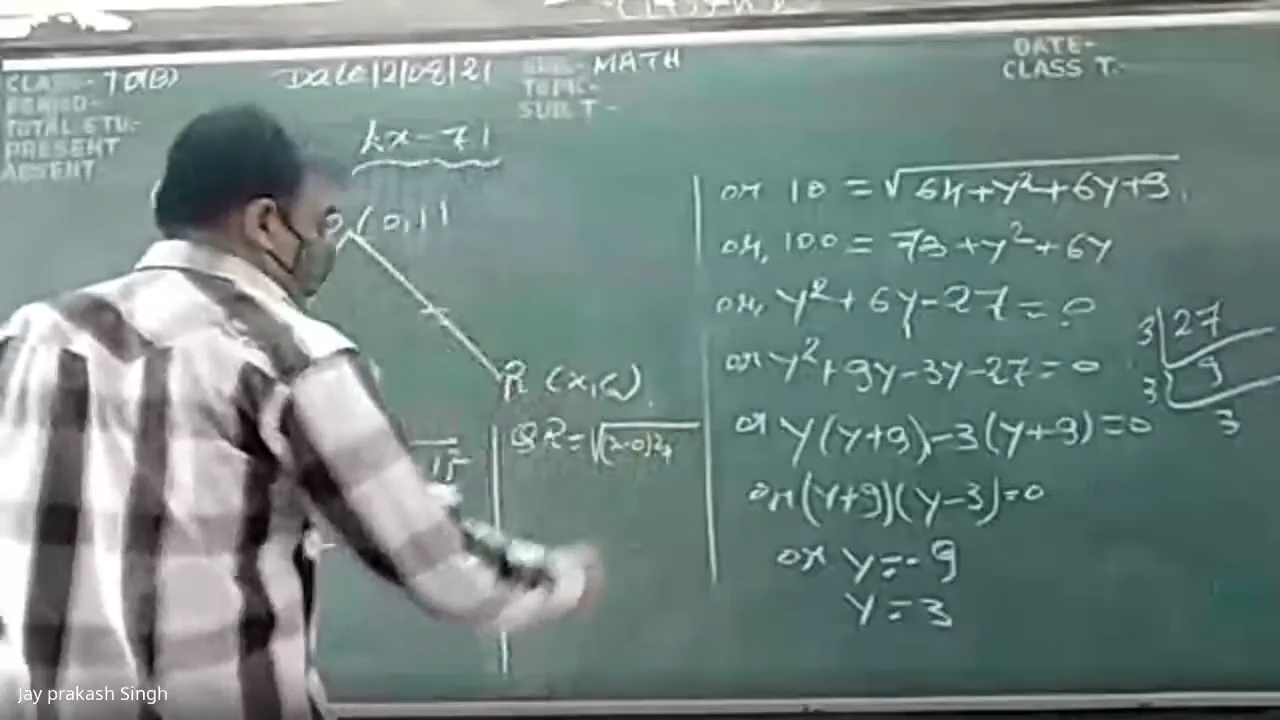 CLASS- 10(B)
PERIOD-
TOTAL STU:-
PRESENT
ABSENT
Date 12/08/21
MATH
TOPIC-
SUB T-
DATE-
CLASS T.-
Ex-7.1
(0,1)
R (x,6)
QR=√(x-0)²+
or 10 = √64+y²+6y+9
or, 100 = 73+y²+6y
or, y²+6y-27=0
or y²+9y-3y-27=0
or y(y+9)-3(y+9)=0
or (y+9)(y-3)=0
or y=-9
y=3
3 27
3 9
3
Jay prakash Singh